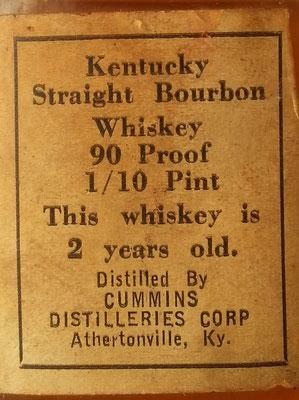 Kentucky
Straight Bourbon
Whiskey
90 Proof
1/10 Pint
This whiskey is
2 years old.
Distilled By
CUMMINS
DISTILLERIES CORP
Athertonville, Ky.